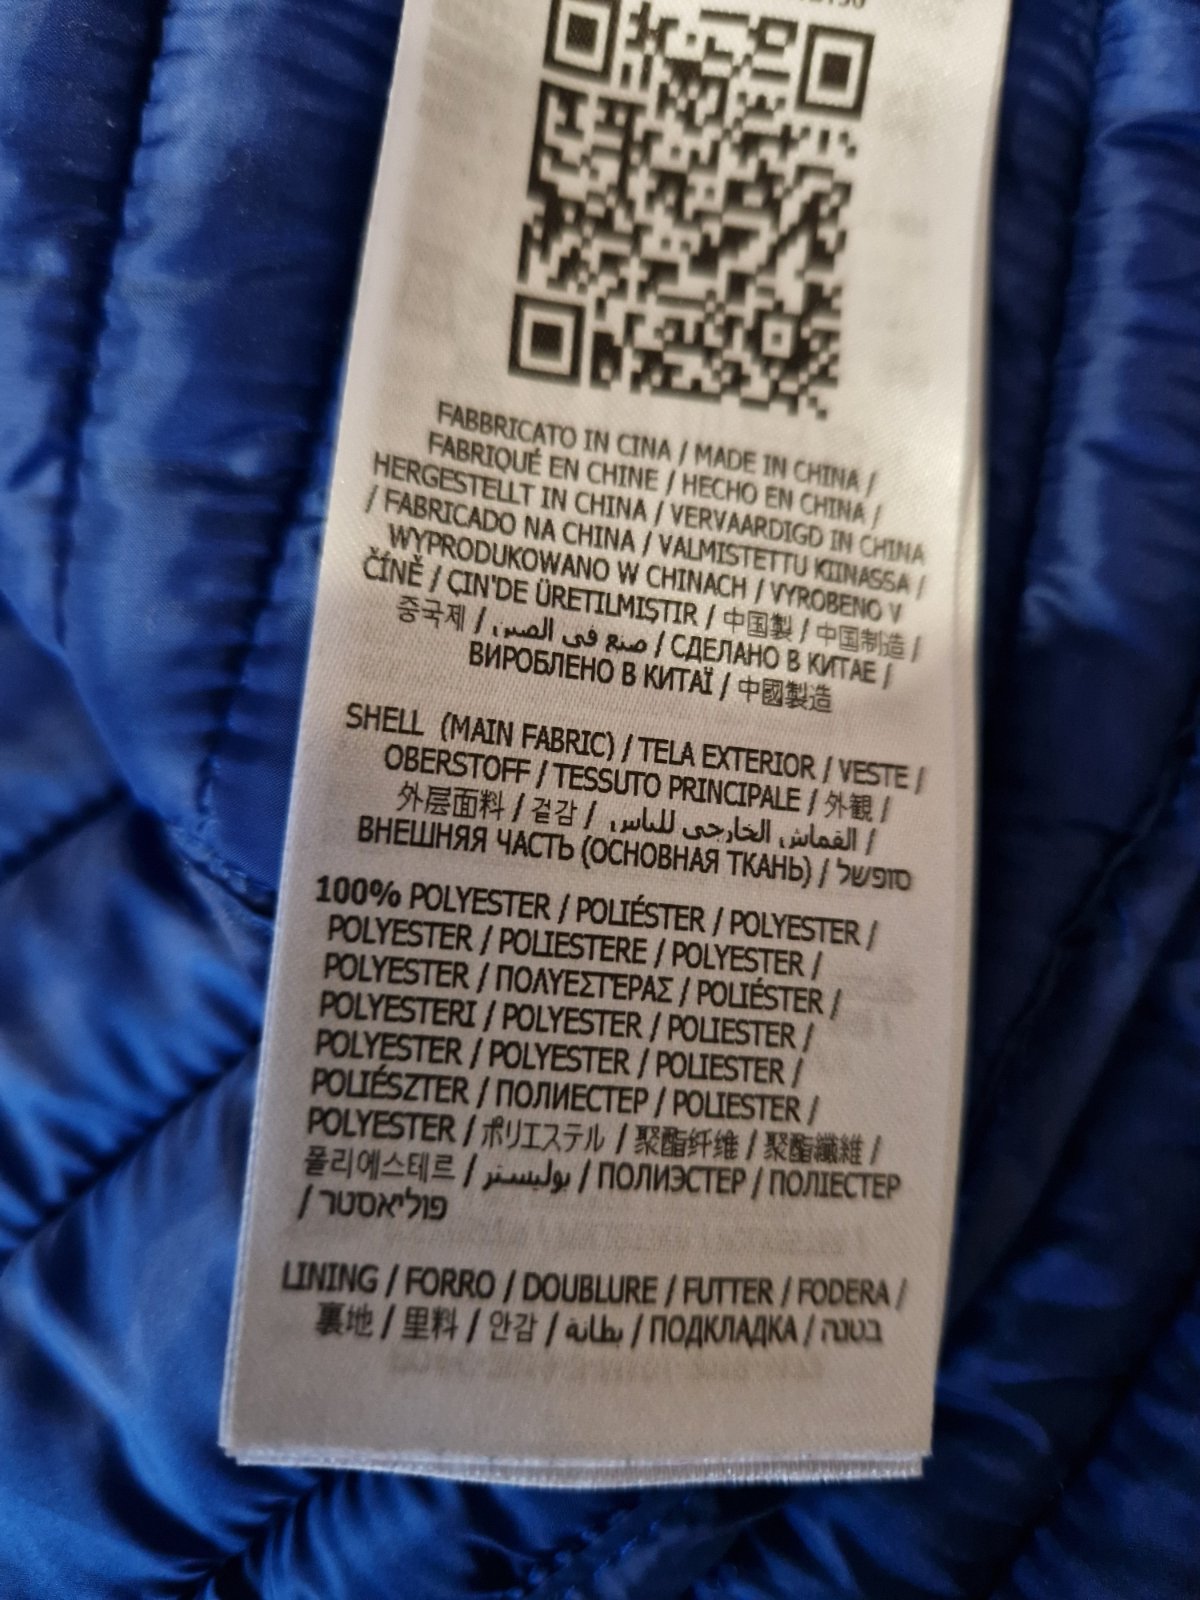 FABBRICATO IN CINA / MADE IN CHINA /
FABRIQUÉ EN CHINE / HECHO EN CHINA /
HERGESTELLT IN CHINA / VERVAARDIGD IN CHINA
/ FABRICADO NA CHINA / VALMISTETTU KIINASSA /
WYPRODUKOWANO W CHINACH / VYROBENO V
ČÍNĚ / ÇIN'DE ÜRETILMIŞTIR / 中国製 / 中国制造 /
중국제 / صنع في الصين / СДЕЛАНО В КИТАЕ /
ВИРОБЛЕНО В КИТАЇ / 中國製造
SHELL (MAIN FABRIC) / TELA EXTERIOR / VESTE /
OBERSTOFF / TESSUTO PRINCIPALE / 外観 /
外层面料 / 겉감 / القماش الخارجي للباس /
ВНЕШНЯЯ ЧАСТЬ (ОСНОВНАЯ ТКАНЬ) / סופשל
100% POLYESTER / POLIÉSTER / POLYESTER /
POLYESTER / POLIESTERE / POLYESTER /
POLYESTER / ΠΟΛΥΕΣΤΕΡΑΣ / POLIÉSTER /
POLYESTERI / POLYESTER / POLIESTER /
POLYESTER / POLYESTER / POLIESTER /
POLIÉSZTER / ПОЛИЕСТЕР / POLIESTER /
POLYESTER / ポリエステル / 聚酯纤维 / 聚酯纖維 /
폴리에스테르 / بوليستر / ПОЛИЭСТЕР / ПОЛІЕСТЕР
/ פוליאסטר
LINING / FORRO / DOUBLURE / FUTTER / FODERA /
裏地 / 里料 / 안감 / بطانة / ПОДКЛАДКА / בטנה